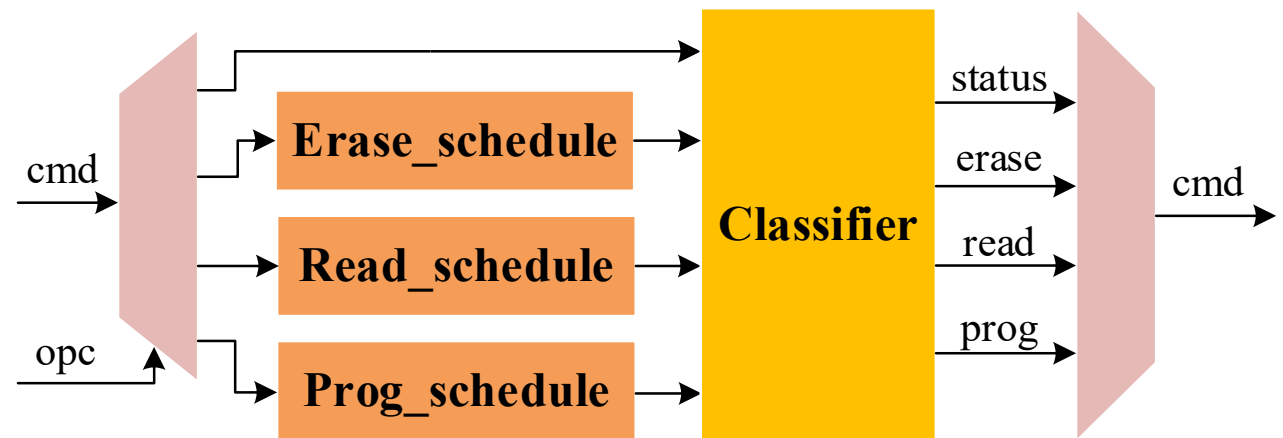 cmd
opc
Erase_schedule
Read_schedule
Prog_schedule
Classifier
status
erase
read
prog
cmd